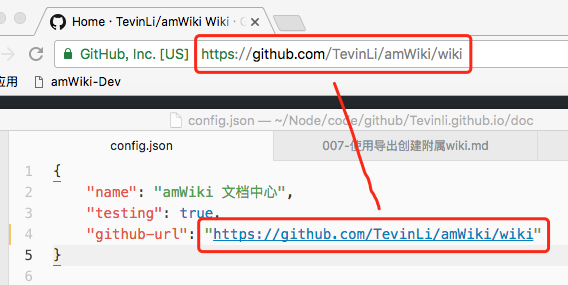 Home · TevinLi/amWiki Wiki · G
GitHub, Inc. [US] https://github.com/TevinLi/amWiki/wiki
应用 amWiki-Dev
config.json — ~/Node/code/github/Tevinli.github.io/doc
config.json 007-使用导出创建附属wiki.md
1 {
2 "name": "amWiki 文档中心",
3 "testing": true,
4 "github-url": "https://github.com/TevinLi/amWiki/wiki"
5 }
6